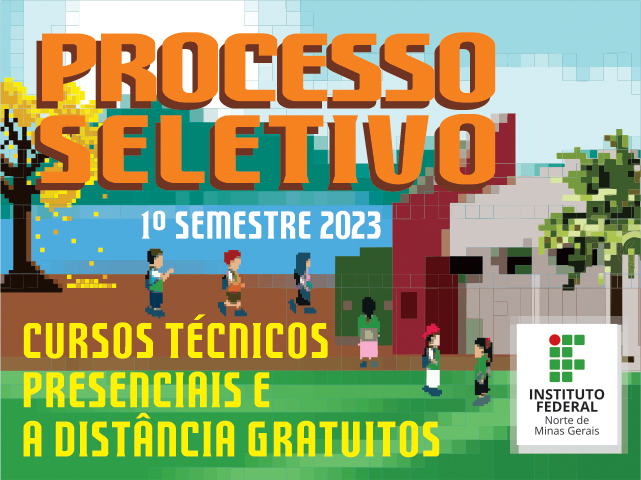 PROCESSO
SELETIVO
1º SEMESTRE 2023
CURSOS TÉCNICOS
PRESENCIAIS E
A DISTÂNCIA GRATUITOS
INSTITUTO
FEDERAL
Norte de
Minas Gerais